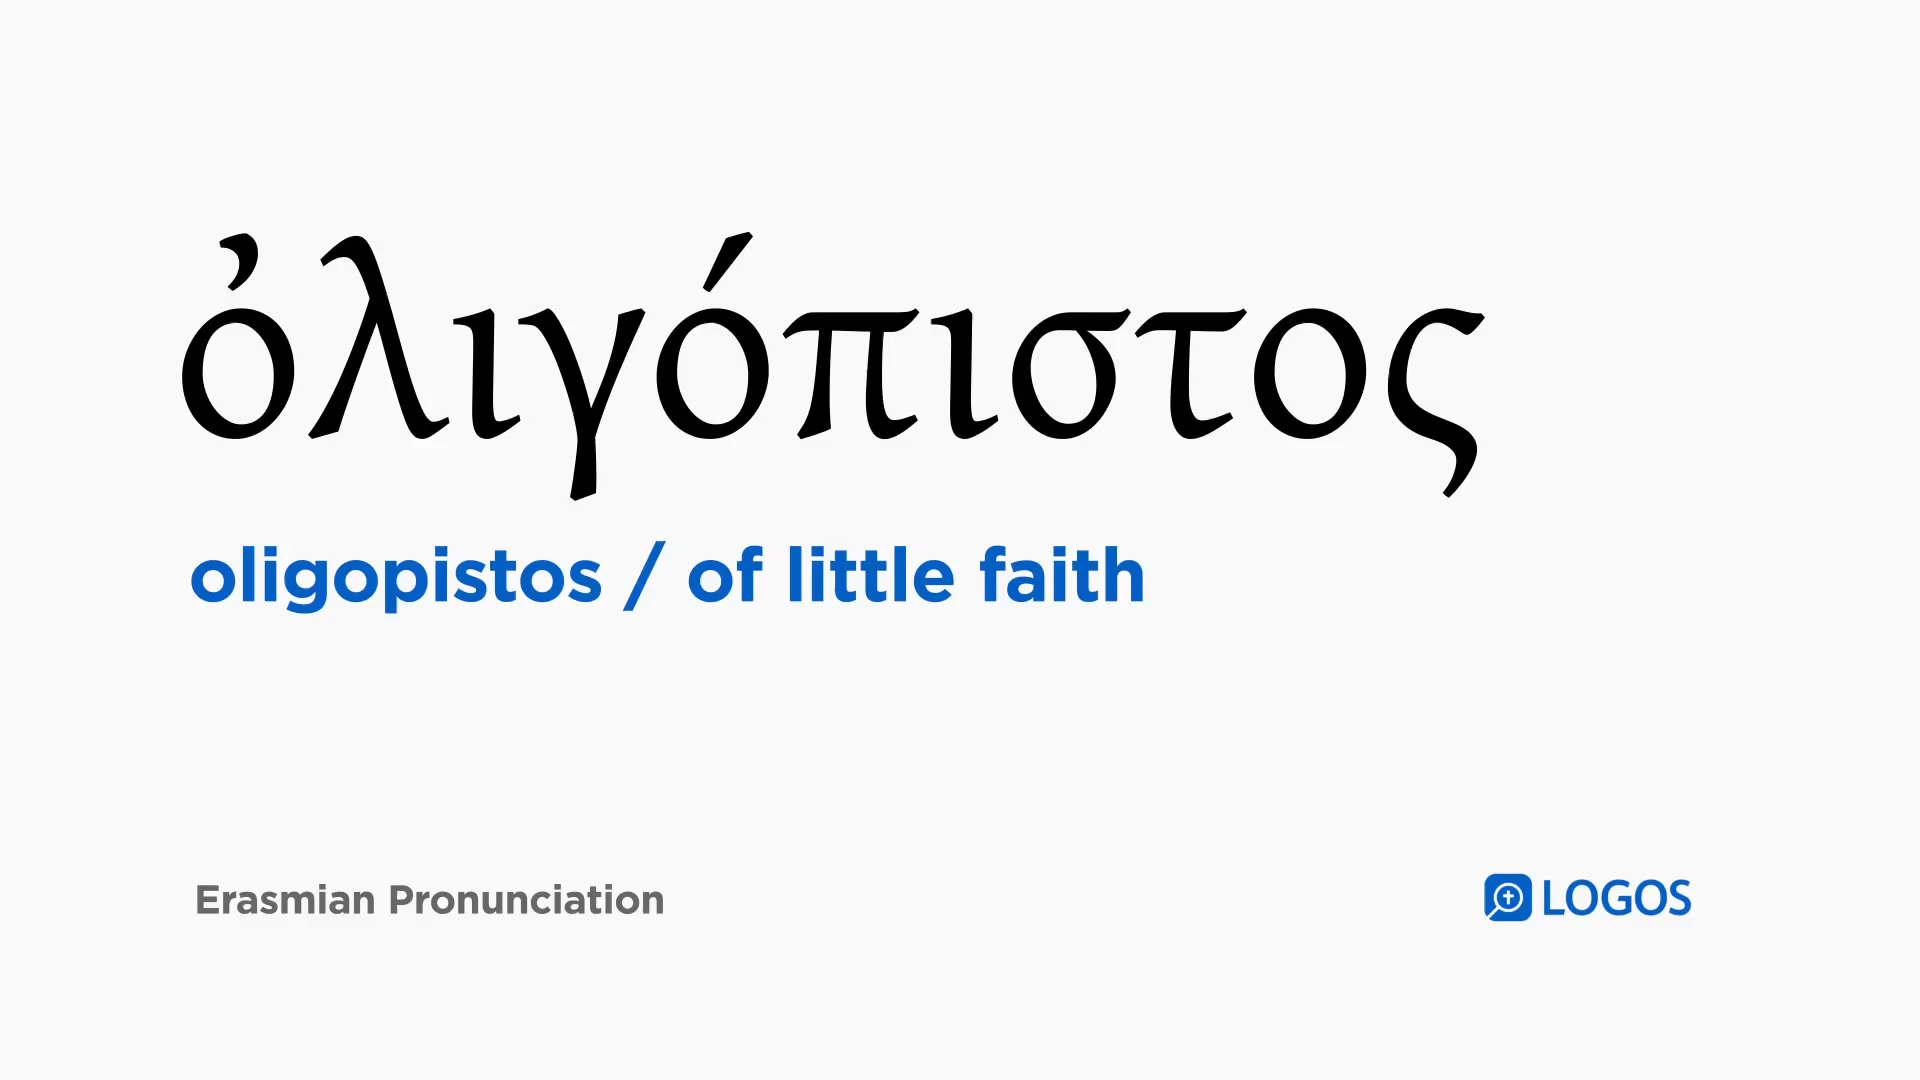 ὀλιγόπιστος
oligopistos / of little faith
Erasmian Pronunciation
LOGOS